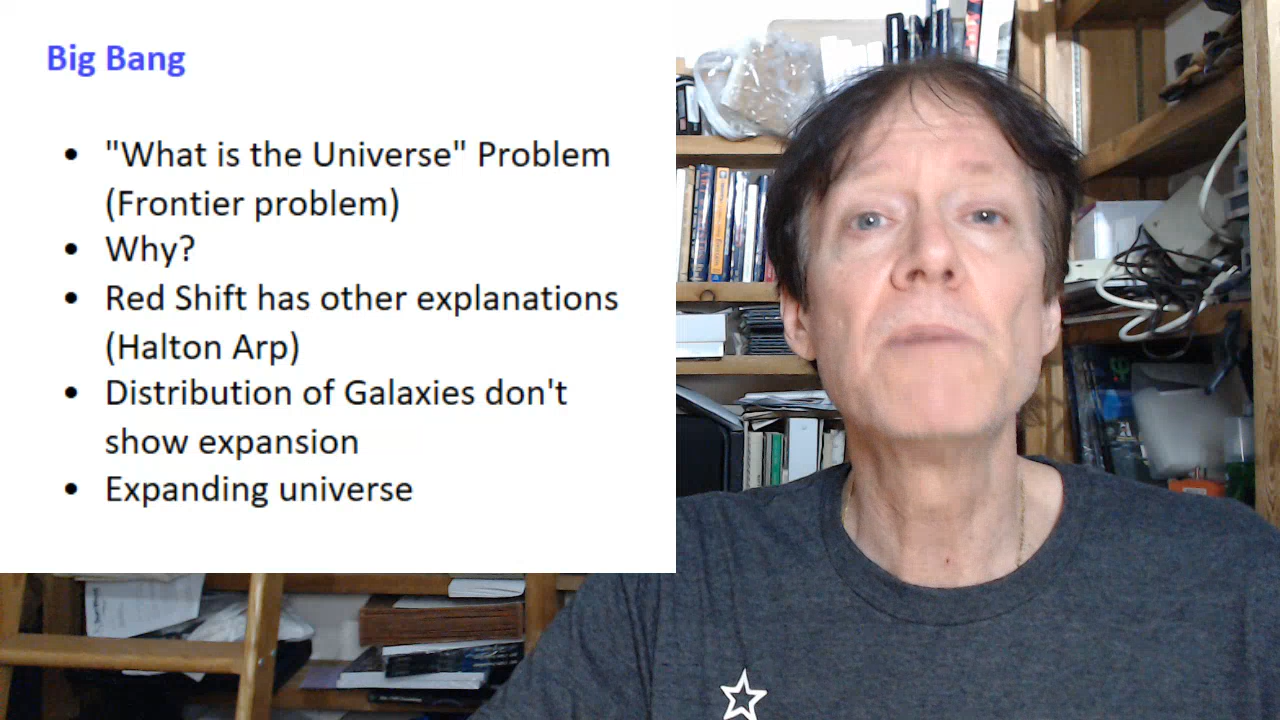 Big Bang
• "What is the Universe" Problem
(Frontier problem)
• Why?
• Red Shift has other explanations
(Halton Arp)
• Distribution of Galaxies don't
show expansion
• Expanding universe